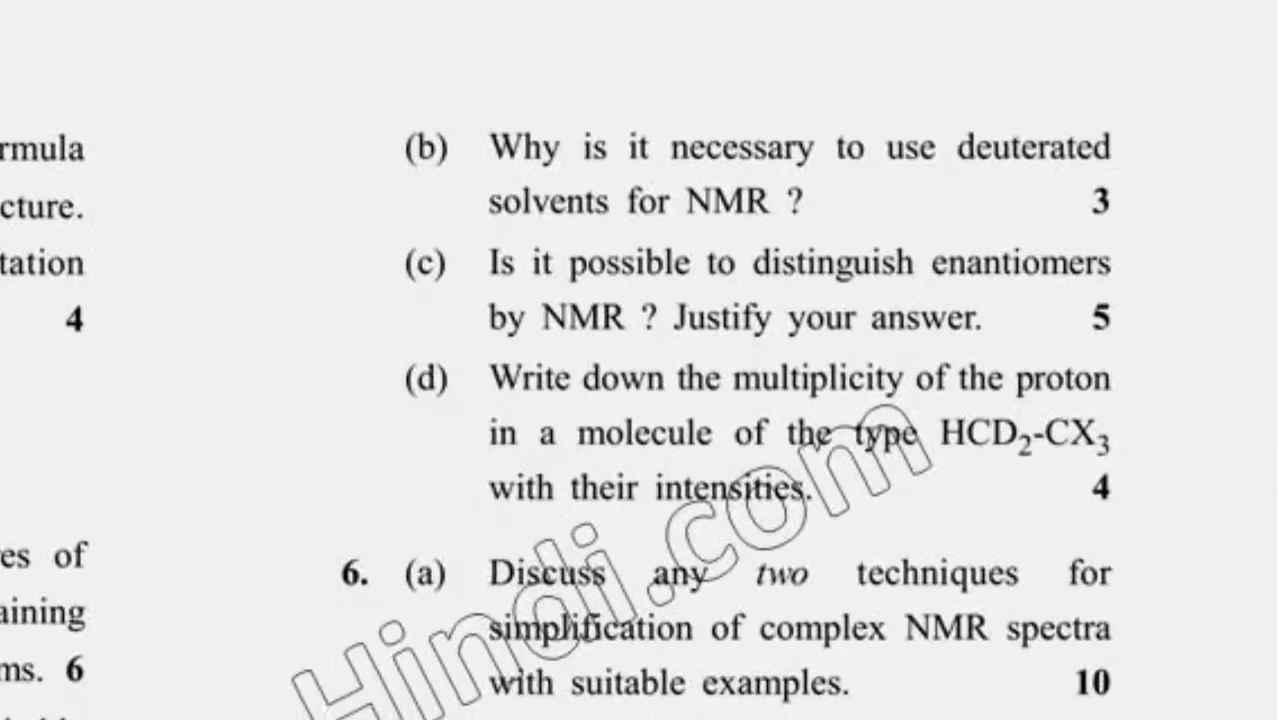 rmula
cture.
tation
4
es of
aining
ms. 6
(b) Why is it necessary to use deuterated
solvents for NMR ? 3
(c) Is it possible to distinguish enantiomers
by NMR ? Justify your answer. 5
(d) Write down the multiplicity of the proton
in a molecule of the type HCD₂-CX₃
with their intensities. 4
6. (a) Discuss any two techniques for
simplification of complex NMR spectra
with suitable examples. 10
Hindi.com